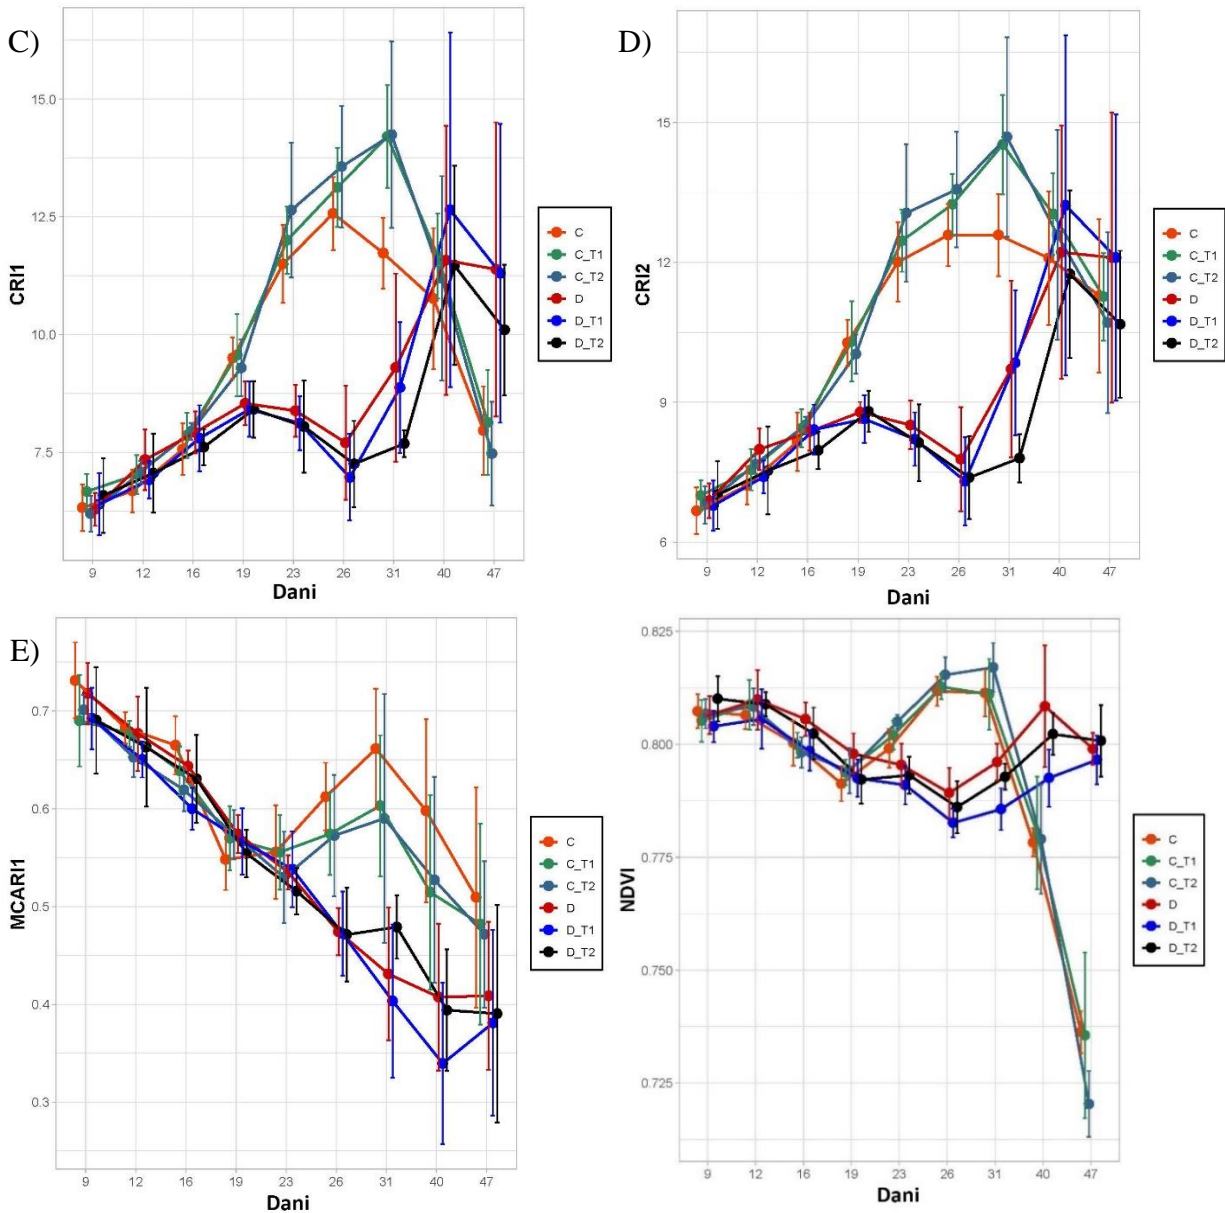 C)
CRI1
15.0
12.5
10.0
7.5
9 12 16 19 23 26 31 40 47
Dani
C
C_T1
C_T2
D
D_T1
D_T2
D)
CRI2
15
12
9
6
9 12 16 19 23 26 31 40 47
Dani
C
C_T1
C_T2
D
D_T1
D_T2
E)
MCARI1
0.7
0.6
0.5
0.4
0.3
9 12 16 19 23 26 31 40 47
Dani
C
C_T1
C_T2
D
D_T1
D_T2
NDVI
0.825
0.800
0.775
0.750
0.725
9 12 16 19 23 26 31 40 47
Dani
C
C_T1
C_T2
D
D_T1
D_T2